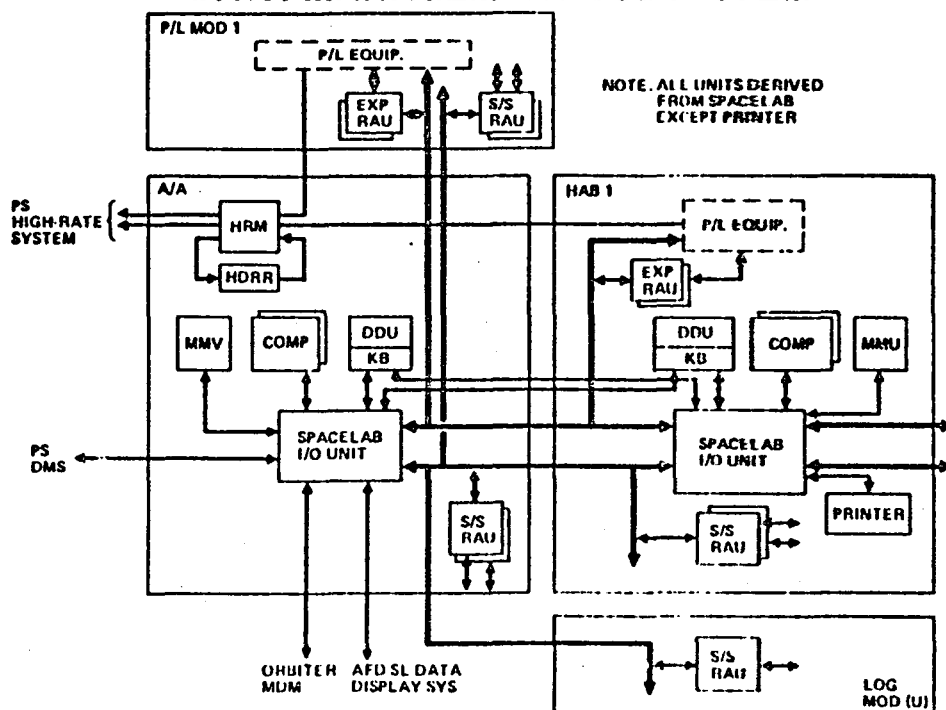 P/L MOD 1
P/L EQUIP.
EXP
RAU
S/S
RAU
NOTE. ALL UNITS DERIVED
FROM SPACELAB
EXCEPT PRINTER
A/A
PS
HIGH-RATE
SYSTEM
HRM
HDRR
MMV
COMP
DDU
KB
SPACELAB
I/O UNIT
PS
DMS
S/S
RAU
ORBITER
MDM
AFD SL DATA
DISPLAY SYS
HAB 1
P/L EQUIP.
EXP
RAU
DDU
KB
COMP
MMU
SPACELAB
I/O UNIT
PRINTER
S/S
RAU
S/S
RAU
LOG
MOD (U)